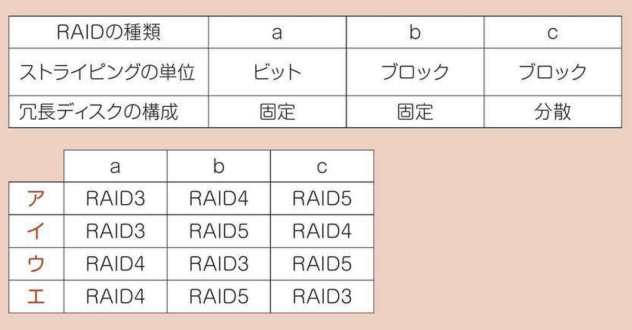 RAIDの種類 a b c
ストライピングの単位 ビット ブロック ブロック
冗長ディスクの構成 固定 固定 分散
a b c
ア RAID3 RAID4 RAID5
イ RAID3 RAID5 RAID4
ウ RAID4 RAID3 RAID5
エ RAID4 RAID5 RAID3